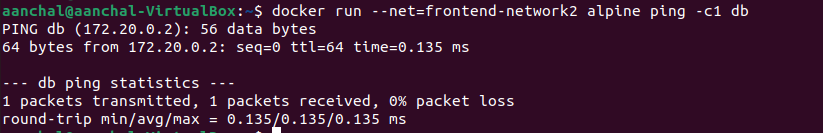 aanchal@aanchal-VirtualBox:~$ docker run --net=frontend-network2 alpine ping -c1 db
PING db (172.20.0.2): 56 data bytes
64 bytes from 172.20.0.2: seq=0 ttl=64 time=0.135 ms

--- db ping statistics ---
1 packets transmitted, 1 packets received, 0% packet loss
round-trip min/avg/max = 0.135/0.135/0.135 ms
aanchal@aanchal-VirtualBox:~$